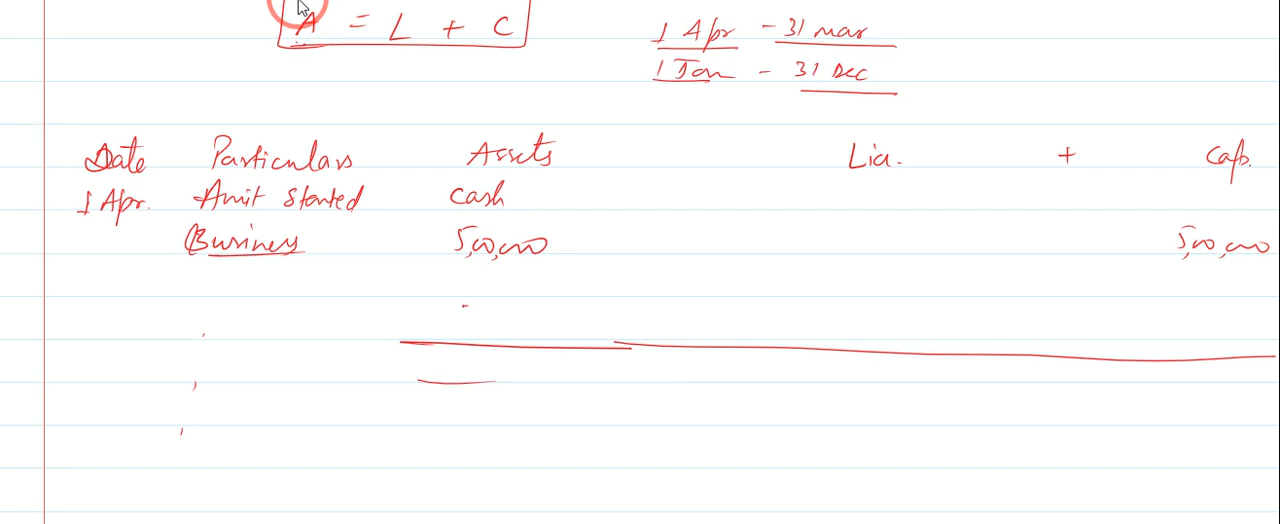 A = L + C
1 Apr - 31 mar
1 Jan - 31 Dec
Date Particulars Assets Lia. + Cap.
1 Apr. Amit Started cash
Business 5,00,000 5,00,000